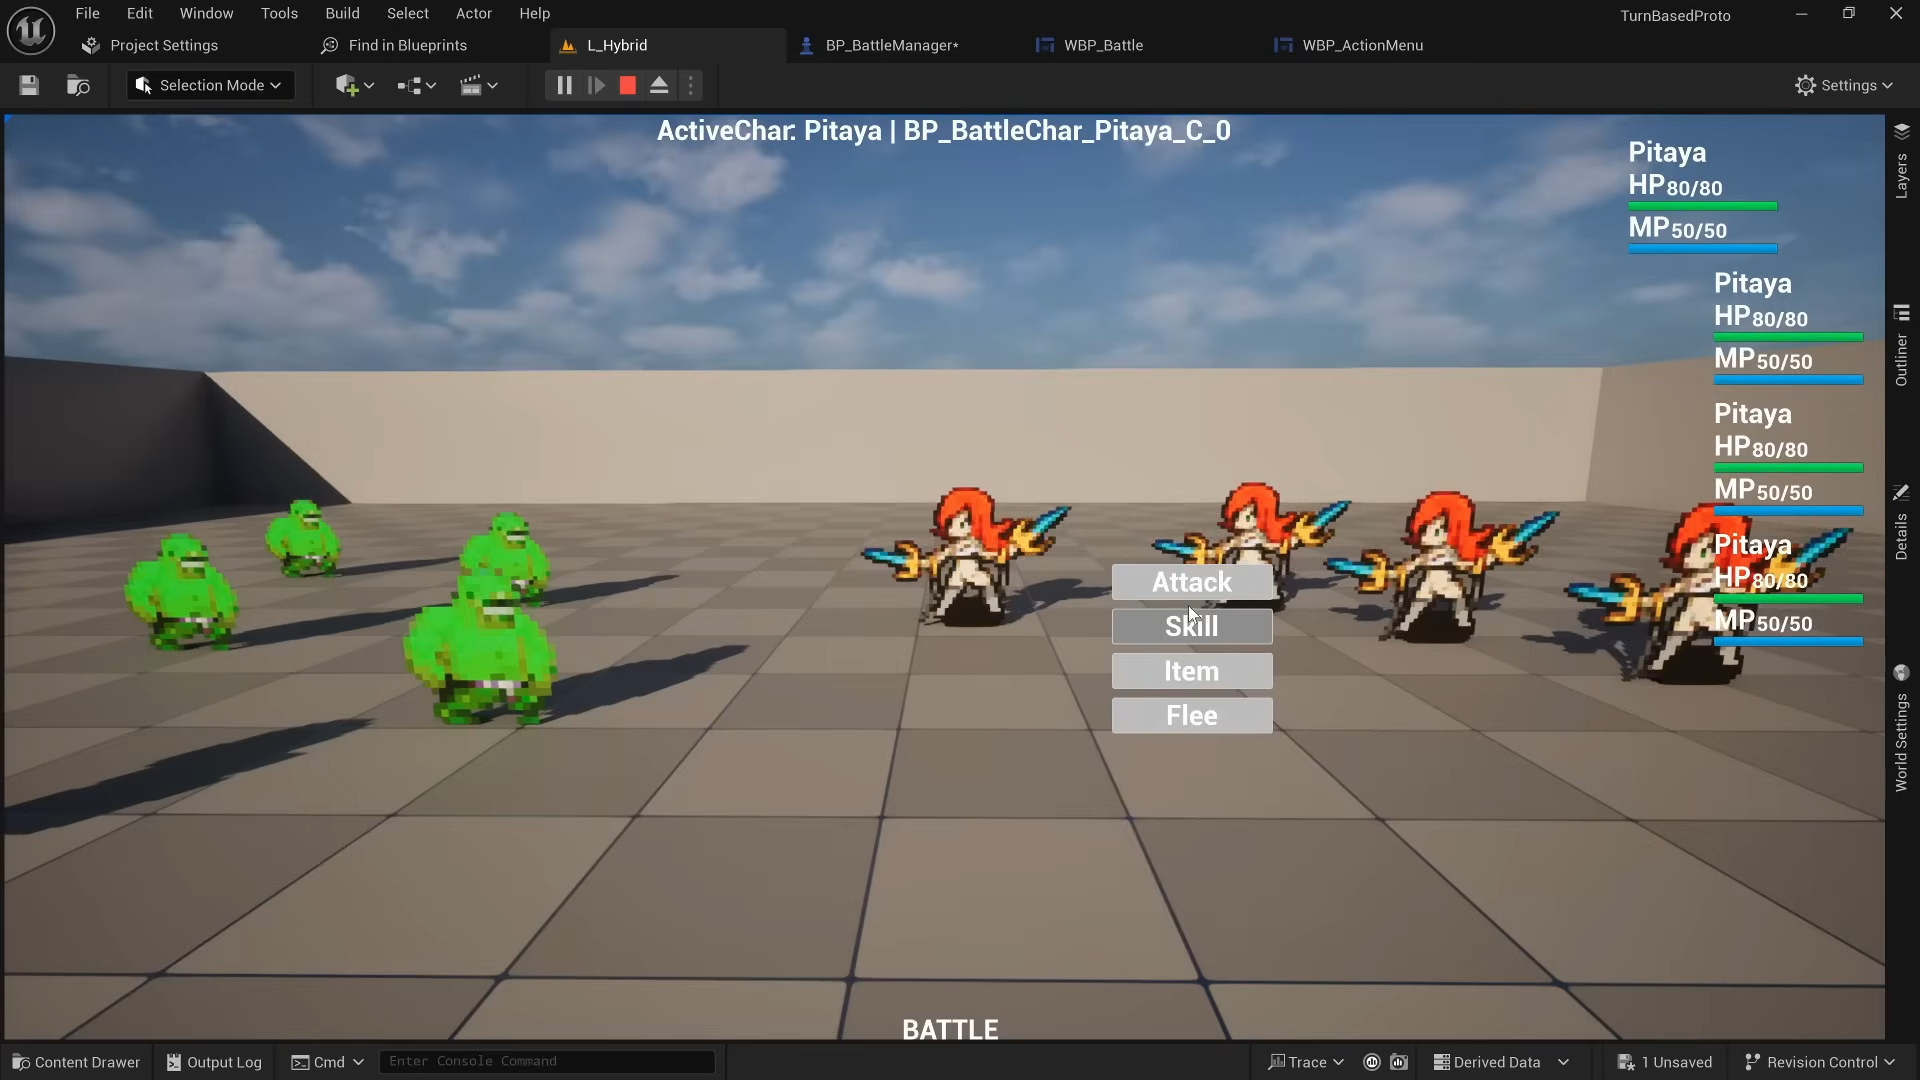 File Edit Window Tools Build Select Actor Help
TurnBasedProto
Project Settings Find in Blueprints L_Hybrid BP_BattleManager* WBP_Battle WBP_ActionMenu
Selection Mode
Settings
ActiveChar: Pitaya | BP_BattleChar_Pitaya_C_0
Pitaya
HP80/80
MP50/50
Pitaya
HP80/80
MP50/50
Pitaya
HP80/80
MP50/50
Pitaya
HP80/80
MP50/50
Attack
Skill
Item
Flee
BATTLE
Layers
Outliner
Details
World Settings
Content Drawer Output Log Cmd Enter Console Command Trace Derived Data 1 Unsaved Revision Control